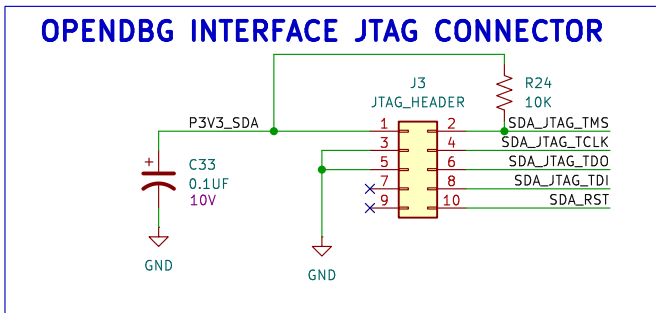 OPENDBG INTERFACE JTAG CONNECTOR
J3
JTAG_HEADER
R24
10K
P3V3_SDA
1 2 SDA_JTAG_TMS
3 4 SDA_JTAG_TCLK
5 6 SDA_JTAG_TDO
7 8 SDA_JTAG_TDI
9 10 SDA_RST
+
C33
0.1UF
10V
GND
GND